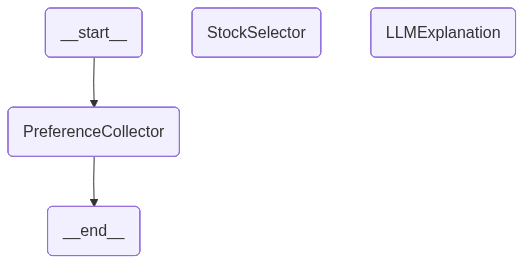 __start__
StockSelector
LLMExplanation
PreferenceCollector
__end__